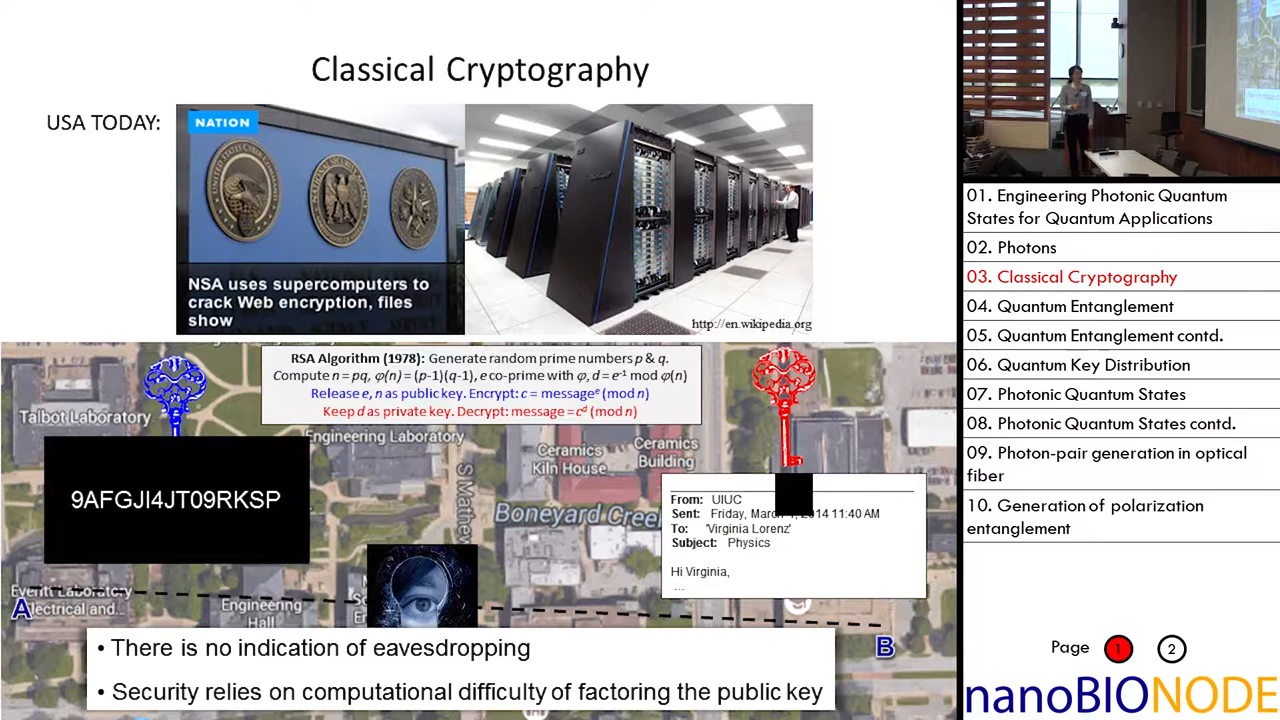 Classical Cryptography
USA TODAY:
NATION
NSA uses supercomputers to
crack Web encryption, files
show
http://en.wikipedia.org
RSA Algorithm (1978): Generate random prime numbers p & q.
Compute n = pq, φ(n) = (p-1)(q-1), e co-prime with φ, d = e⁻¹ mod φ(n)
Release e, n as public key. Encrypt: c = messageᵉ (mod n)
Keep d as private key. Decrypt: message = cᵈ (mod n)
Talbot Laboratory
Engineering Laboratory
Ceramics
Kiln House
Ceramics
Building
S Mathew
Boneyard Creek
9AFGJI4JT09RKSP
From: UIUC
Sent: Friday, March 2014 11:40 AM
To: 'Virginia Lorenz'
Subject: Physics
Hi Virginia,
...
Everitt Laboratory
Electrical and...
A
Engineering
Hall
B
• There is no indication of eavesdropping
• Security relies on computational difficulty of factoring the public key
01. Engineering Photonic Quantum
States for Quantum Applications
02. Photons
03. Classical Cryptography
04. Quantum Entanglement
05. Quantum Entanglement contd.
06. Quantum Key Distribution
07. Photonic Quantum States
08. Photonic Quantum States contd.
09. Photon-pair generation in optical
fiber
10. Generation of polarization
entanglement
Page 1 2
nanoBIONODE